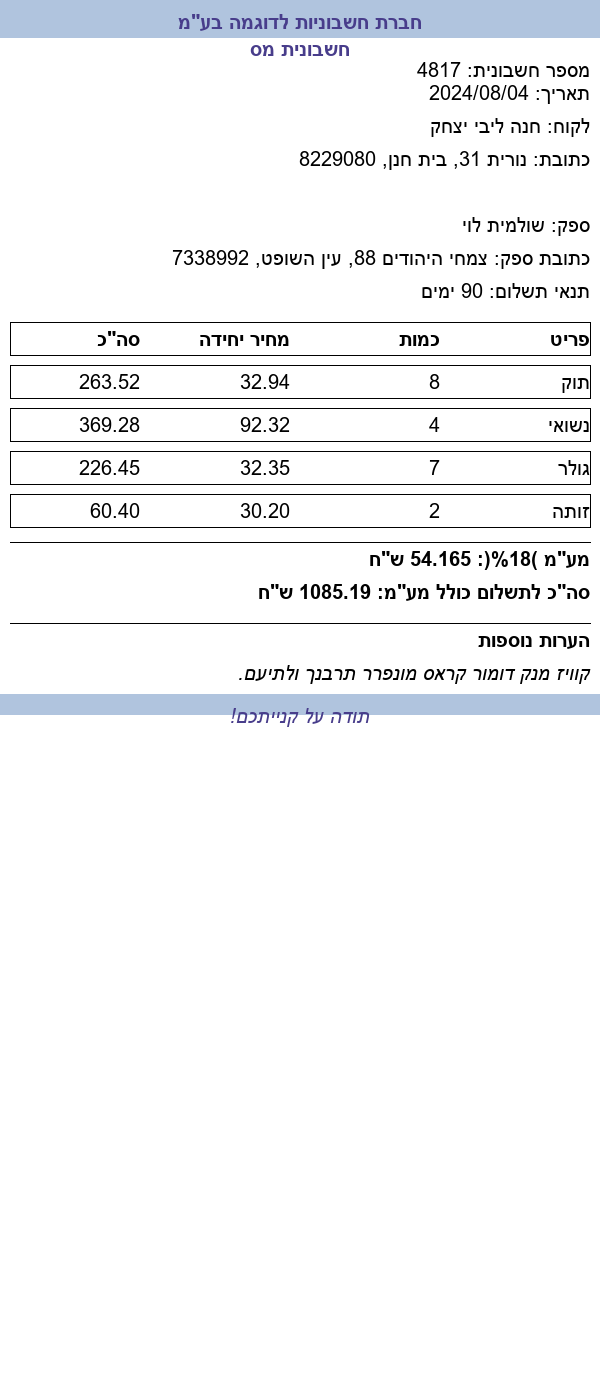 חברת חשבוניות לדוגמה בע"מ
חשבונית מס
מספר חשבונית: 4817
תאריך: 2024/08/04
לקוח: חנה ליבי יצחק
כתובת: נורית 31, בית חנן, 8229080
ספק: שולמית לוי
כתובת ספק: צמחי היהודים 88, עין השופט, 7338992
תנאי תשלום: 90 ימים
פריט כמות מחיר יחידה סה"כ
תוק 8 32.94 263.52
נשואי 4 92.32 369.28
גולר 7 32.35 226.45
זותה 2 30.20 60.40
מע"מ )18%(: 54.165 ש"ח
סה"כ לתשלום כולל מע"מ: 1085.19 ש"ח
הערות נוספות
קוויז מנק דומור קראס מונפרר תרבנך ולתיעם.
תודה על קנייתכם!